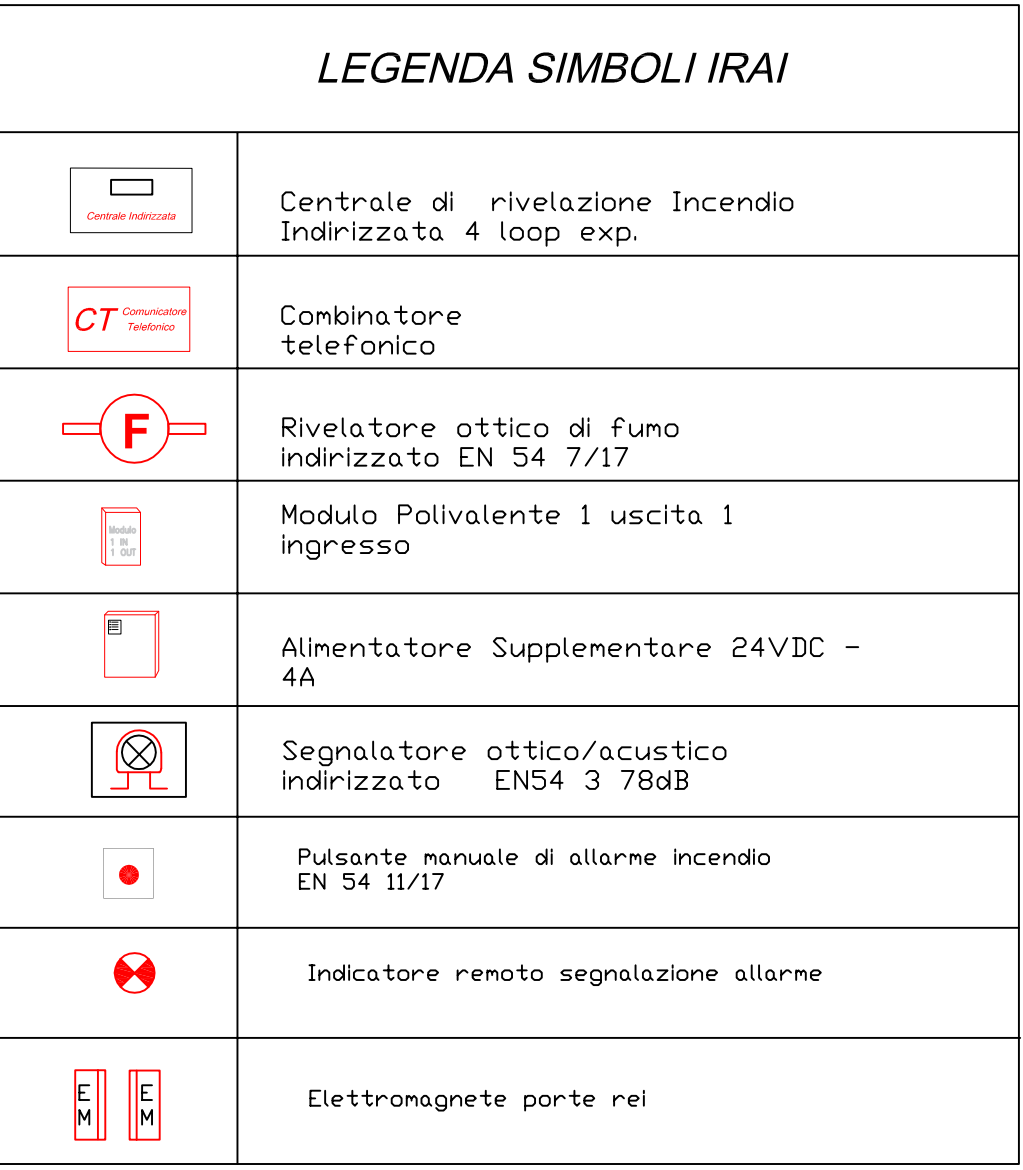 LEGENDA SIMBOLI IRAI
Centrale Indirizzata
Centrale di rivelazione Incendio
Indirizzata 4 loop exp.
CT Comunicatore
Telefonico
Combinatore
telefonico
F
Rivelatore ottico di fumo
indirizzato EN 54 7/17
Modulo
1 IN
1 OUT
Modulo Polivalente 1 uscita 1
ingresso
Alimentatore Supplementare 24VDC -
4A
Segnalatore ottico/acustico
indirizzato EN54 3 78dB
Pulsante manuale di allarme incendio
EN 54 11/17
Indicatore remoto segnalazione allarme
E
M
E
M
Elettromagnete porte rei